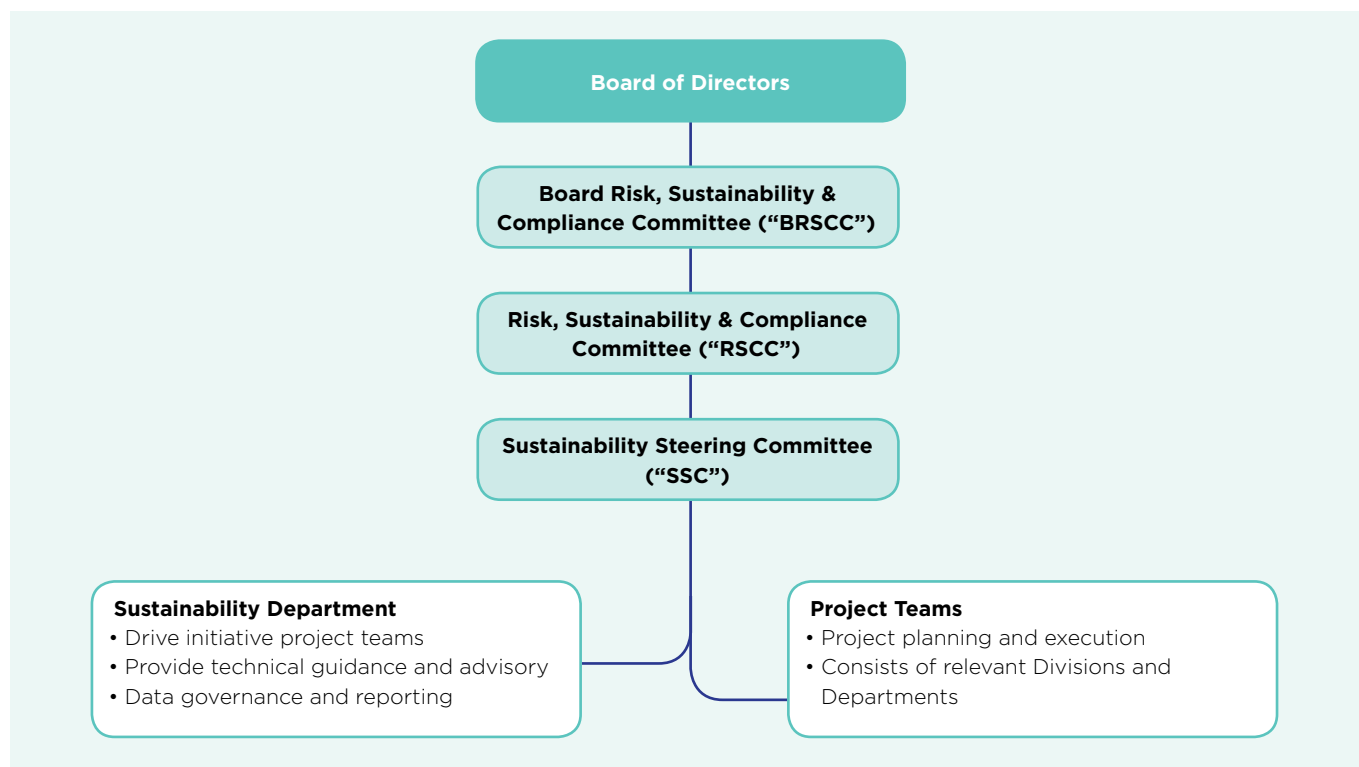 Board of Directors
Board Risk, Sustainability &
Compliance Committee (“BRSCC”)
Risk, Sustainability & Compliance
Committee (“RSCC”)
Sustainability Steering Committee
(“SSC”)
Sustainability Department
• Drive initiative project teams
• Provide technical guidance and advisory
• Data governance and reporting
Project Teams
• Project planning and execution
• Consists of relevant Divisions and
Departments